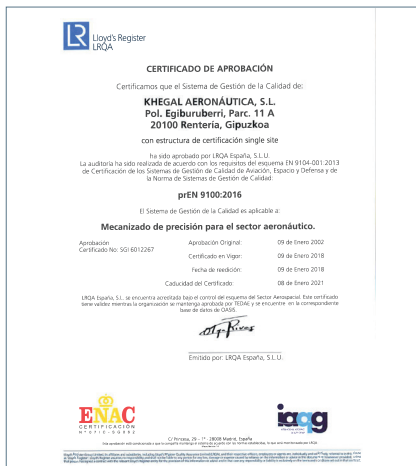 LR
Lloyd's Register
LRQA
CERTIFICADO DE APROBACIÓN
Certificamos que el Sistema de Gestión de la Calidad de:
KHEGAL AERONÁUTICA, S.L.
Pol. Egiburuberri, Parc. 11 A
20100 Rentería, Gipuzkoa
con estructura de certificación single site
ha sido aprobado por LRQA España, S.L.U.
La auditoría ha sido realizada de acuerdo con los requisitos del esquema EN 9104-001:2013
de Certificación de los Sistemas de Gestión de Calidad de Aviación, Espacio y Defensa y de
la Norma de Sistemas de Gestión de Calidad:
prEN 9100:2016
El Sistema de Gestión de la Calidad es aplicable a:
Mecanizado de precisión para el sector aeronáutico.
Aprobación
Certificado No: SGI 6012267
Aprobación Original: 09 de Enero 2002
Certificado en Vigor: 09 de Enero 2018
Fecha de reedición: 09 de Enero 2018
Caducidad del Certificado: 08 de Enero 2021
LRQA España, S.L. se encuentra acreditada bajo el control del esquema del Sector Aeroespacial. Este certificado
tiene validez mientras la organización se mantenga aprobada por TEDAE y se encuentre en la correspondiente
base de datos de OASIS.
Emitido por: LRQA España, S.L.U.
ENAC
CERTIFICACIÓN
iaqg
C/ Princesa, 29 – 1º - 28008 Madrid, España